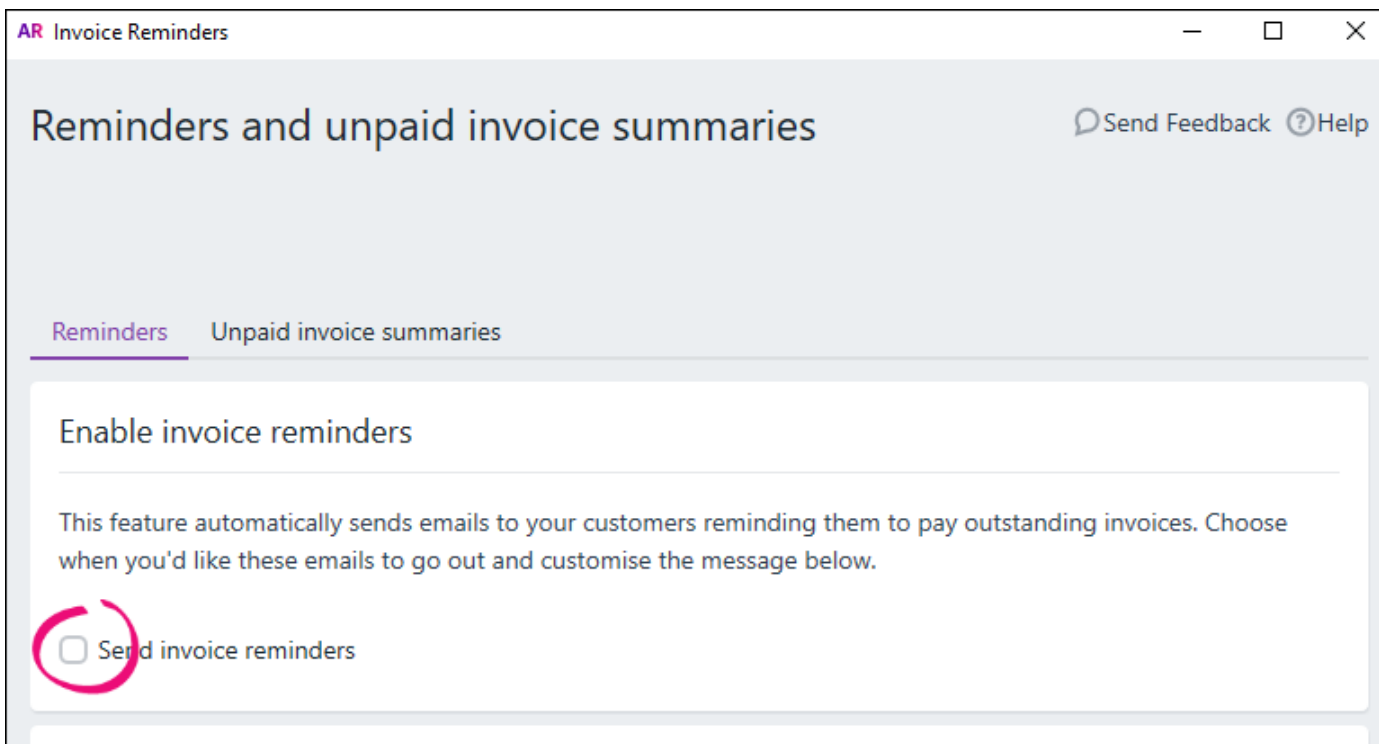 AR Invoice Reminders
Reminders and unpaid invoice summaries
Send Feedback ? Help
Reminders Unpaid invoice summaries
Enable invoice reminders
This feature automatically sends emails to your customers reminding them to pay outstanding invoices. Choose
when you'd like these emails to go out and customise the message below.
Send invoice reminders